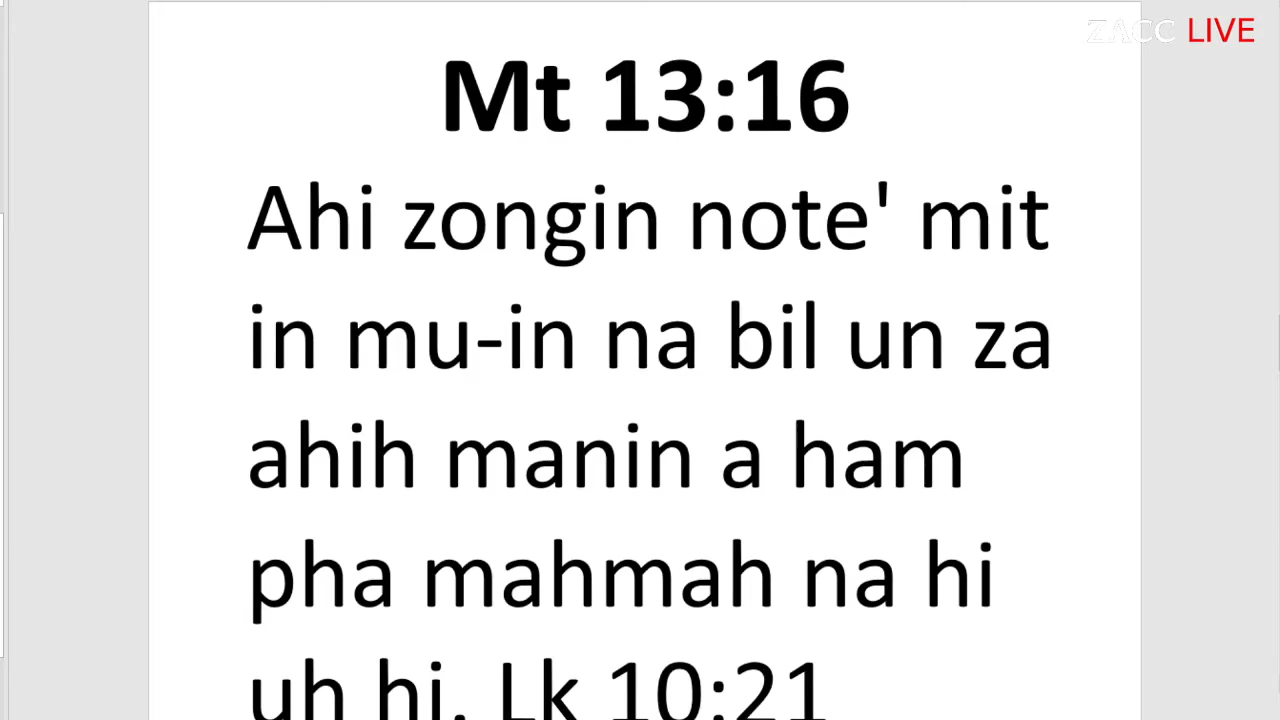 ZACC LIVE
Mt 13:16
Ahi zongin note' mit
in mu-in na bil un za
ahih manin a ham
pha mahmah na hi
uh hi. Lk 10:21